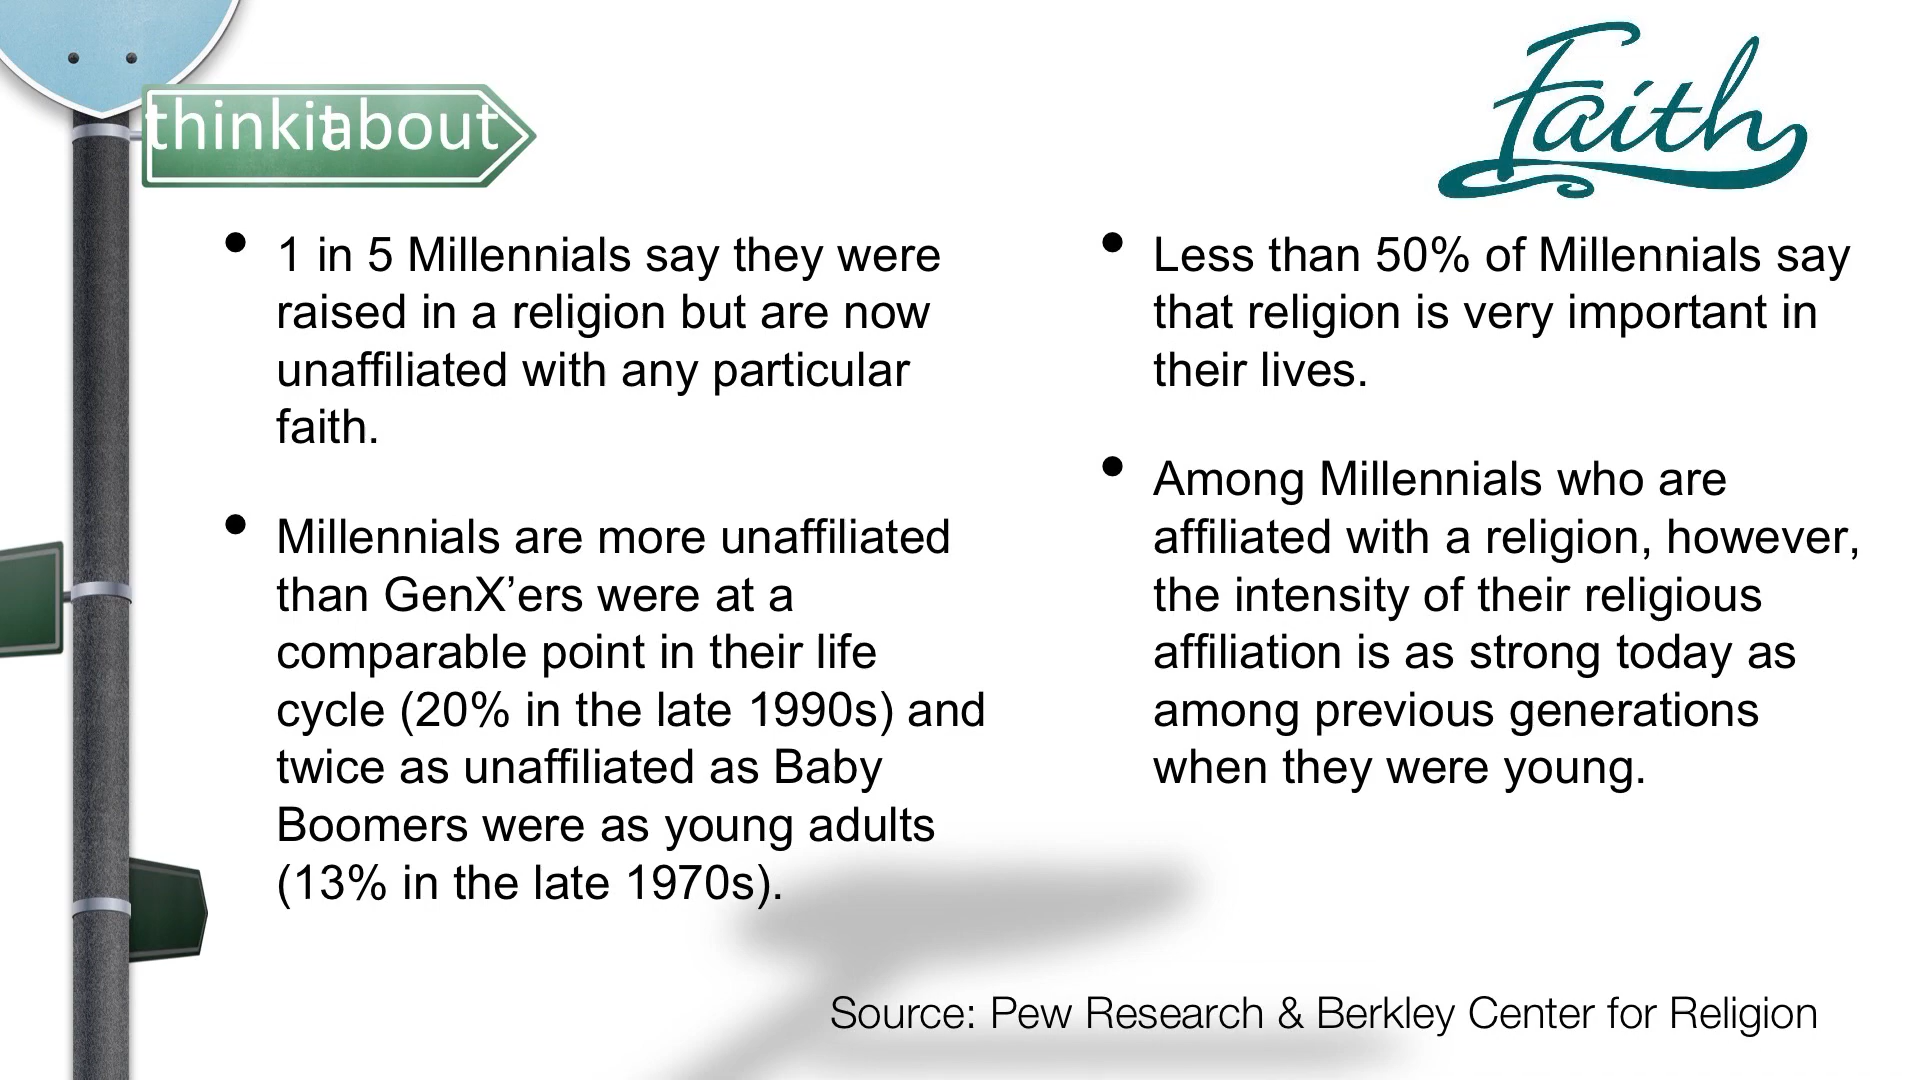 thinkitabout
Faith
• 1 in 5 Millennials say they were
raised in a religion but are now
unaffiliated with any particular
faith.
• Millennials are more unaffiliated
than GenX’ers were at a
comparable point in their life
cycle (20% in the late 1990s) and
twice as unaffiliated as Baby
Boomers were as young adults
(13% in the late 1970s).
• Less than 50% of Millennials say
that religion is very important in
their lives.
• Among Millennials who are
affiliated with a religion, however,
the intensity of their religious
affiliation is as strong today as
among previous generations
when they were young.
Source: Pew Research & Berkley Center for Religion